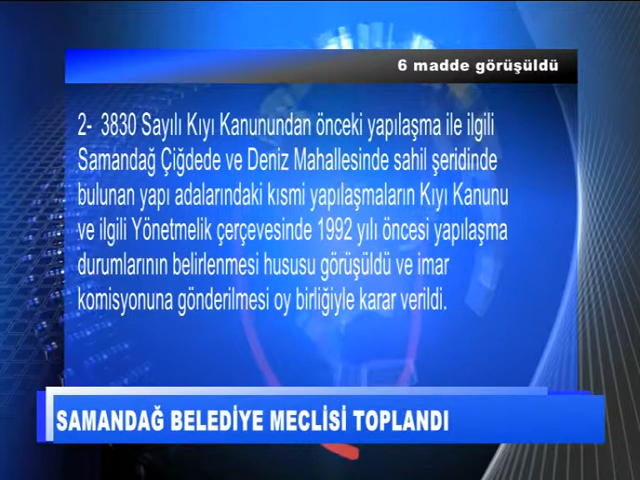 6 madde görüşüldü
2- 3830 Sayılı Kıyı Kanunundan önceki yapılaşma ile ilgili
Samandağ Çiğdede ve Deniz Mahallesinde sahil şeridinde
bulunan yapı adalarındaki kısmi yapılaşmaların Kıyı Kanunu
ve ilgili Yönetmelik çerçevesinde 1992 yılı öncesi yapılaşma
durumlarının belirlenmesi hususu görüşüldü ve imar
komisyonuna gönderilmesi oy birliğiyle karar verildi.
SAMANDAĞ BELEDİYE MECLİSİ TOPLANDI